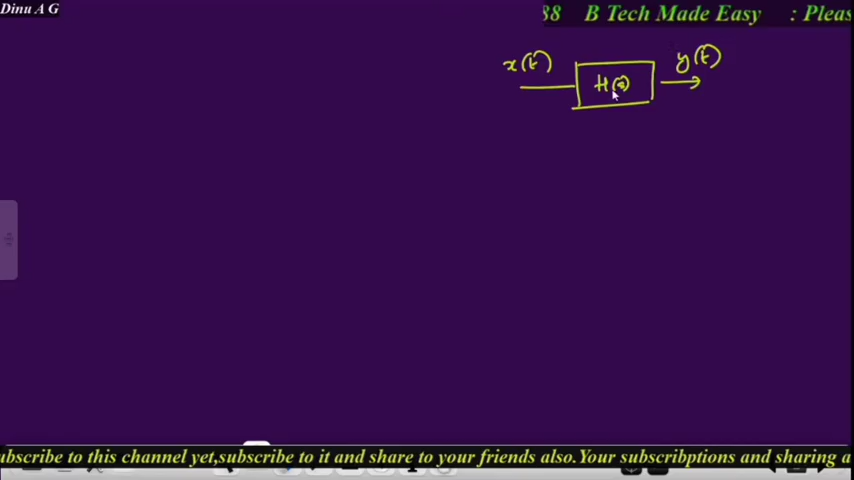 Dinu A G
88 B Tech Made Easy : Pleas
x(t)
y(t)
H(s)
ubscribe to this channel yet,subscribe to it and share to your friends also.Your subscribptions and sharing a